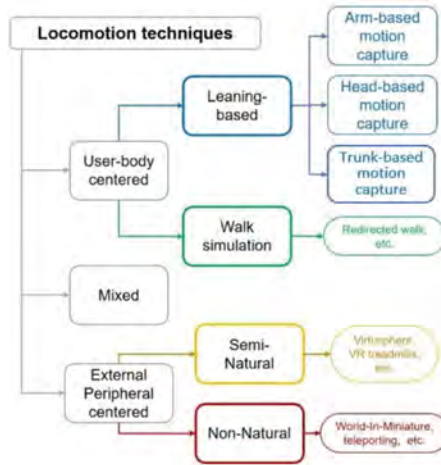 Locomotion techniques
User-body
centered
Mixed
External
Peripheral
centered
Leaning-
based
Walk
simulation
Semi-
Natural
Non-Natural
Arm-based
motion
capture
Head-based
motion
capture
Trunk-based
motion
capture
Redirected walk,
etc.
Virtusphere,
VR treadmills,
etc.
World-In-Miniature,
teleporting, etc.